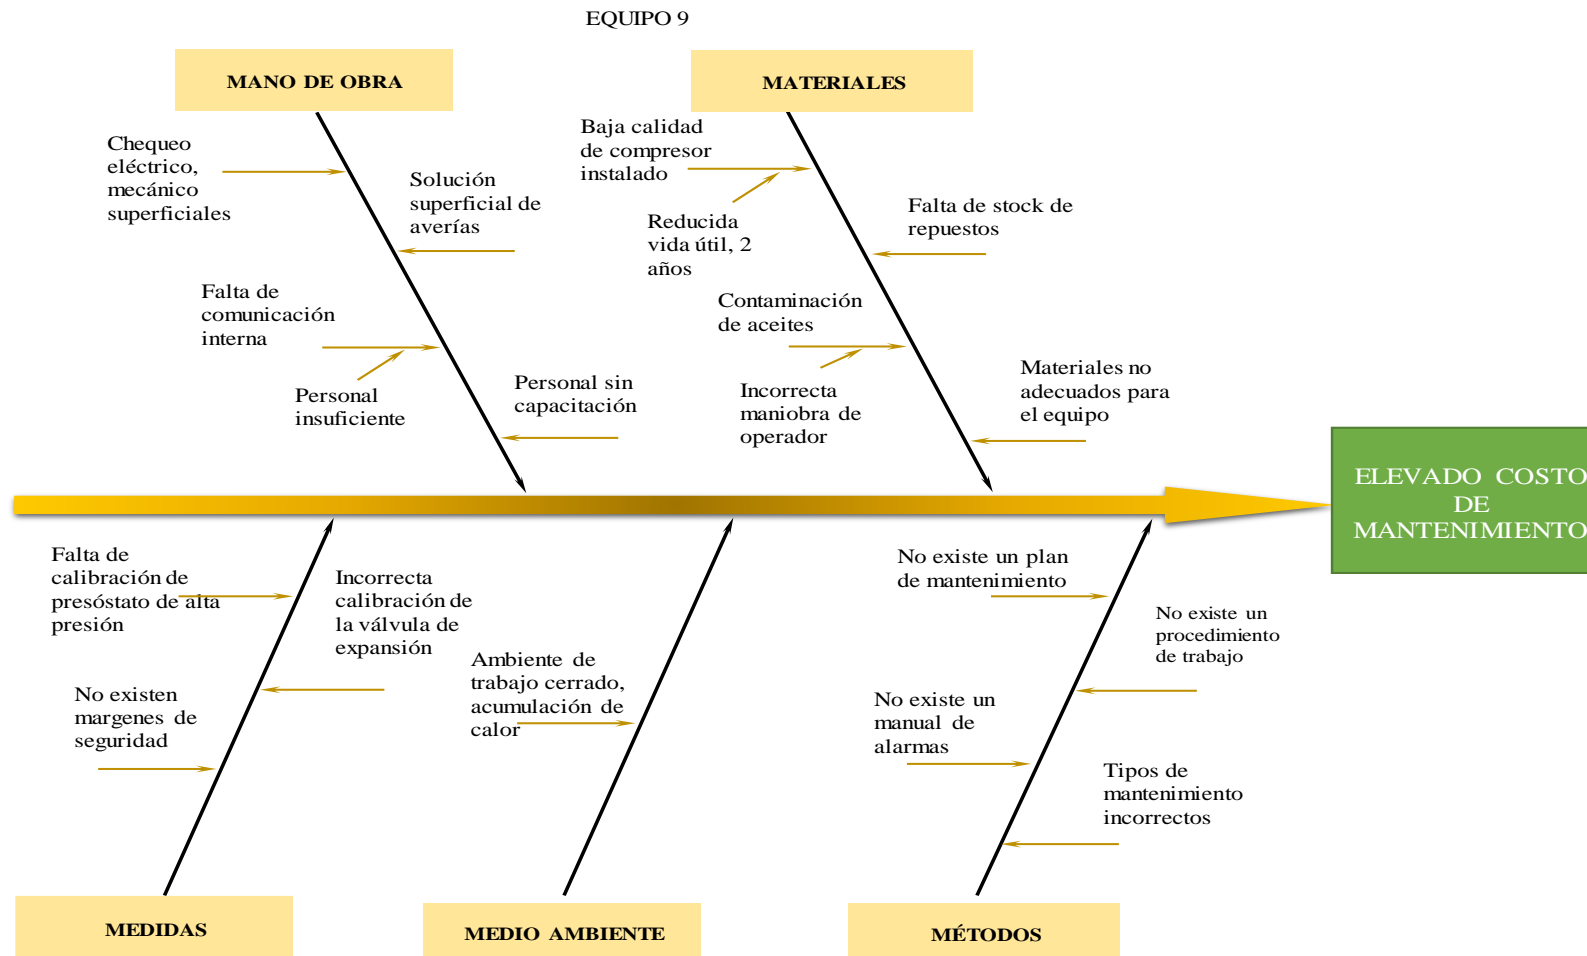 EQUIPO 9
MANO DE OBRA
MATERIALES
Chequeo
eléctrico,
mecánico
superficiales
Solución
superficial de
averías
Falta de
comunicación
interna
Personal
insuficiente
Personal sin
capacitación
Baja calidad
de compresor
instalado
Reducida
vida útil, 2
años
Falta de stock de
repuestos
Contaminación
de aceites
Incorrecta
maniobra de
operador
Materiales no
adecuados para
el equipo
ELEVADO COSTO
DE
MANTENIMIENTO
Falta de
calibración de
presóstato de alta
presión
Incorrecta
calibración de
la válvula de
expansión
No existen
margenes de
seguridad
Ambiente de
trabajo cerrado,
acumulación de
calor
No existe un plan
de mantenimiento
No existe un
procedimiento
de trabajo
No existe un
manual de
alarmas
Tipos de
mantenimiento
incorrectos
MEDIDAS
MEDIO AMBIENTE
MÉTODOS